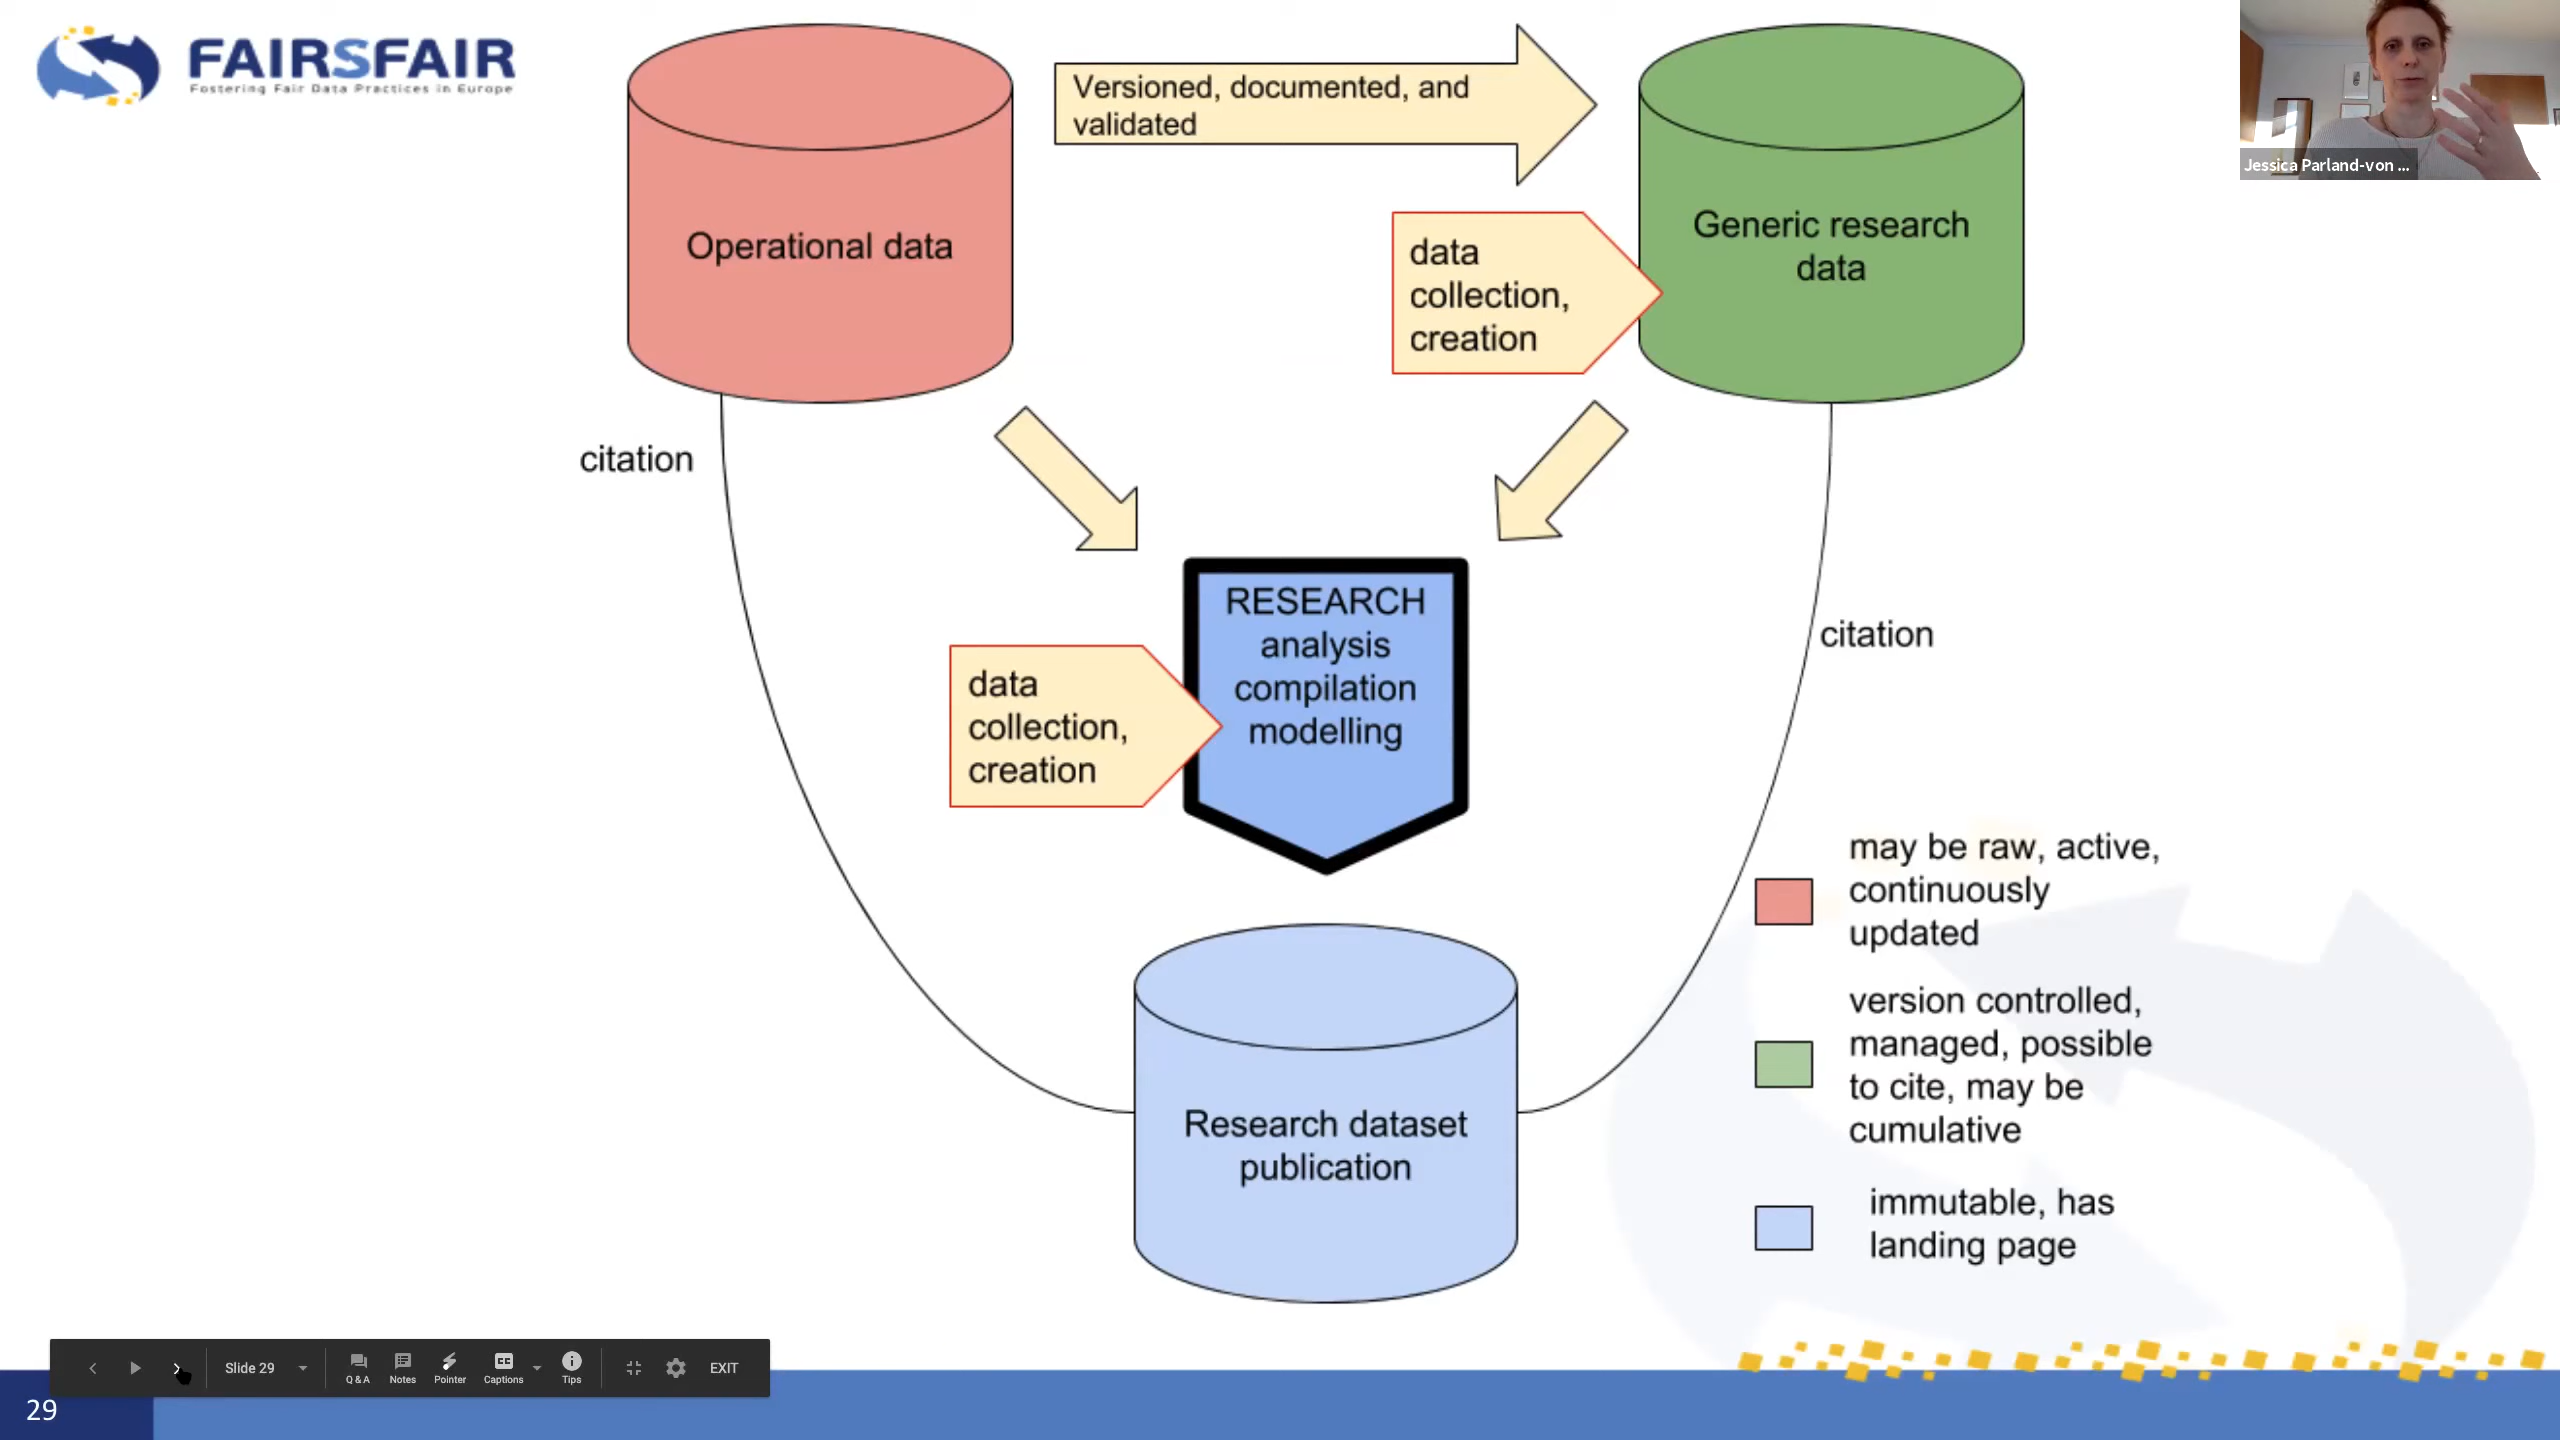 FAIRSFAIR
Fostering Fair Data Practices in Europe
Versioned, documented, and
validated
Operational data
Generic research
data
data
collection,
creation
Jessica Parland-von ...
citation
RESEARCH
analysis
compilation
modelling
citation
data
collection,
creation
may be raw, active,
continuously
updated
version controlled,
managed, possible
to cite, may be
cumulative
Research dataset
publication
immutable, has
landing page
Slide 29
Q & A
Notes
Pointer
CC
Captions
Tips
EXIT
29